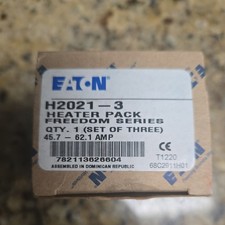 EATON
H2021-3
HEATER PACK
FREEDOM SERIES
QTY. 1 (SET OF THREE)
45.7 - 62.1 AMP
782113626604
CE
T1220
ASSEMBLED IN DOMINICAN REPUBLIC